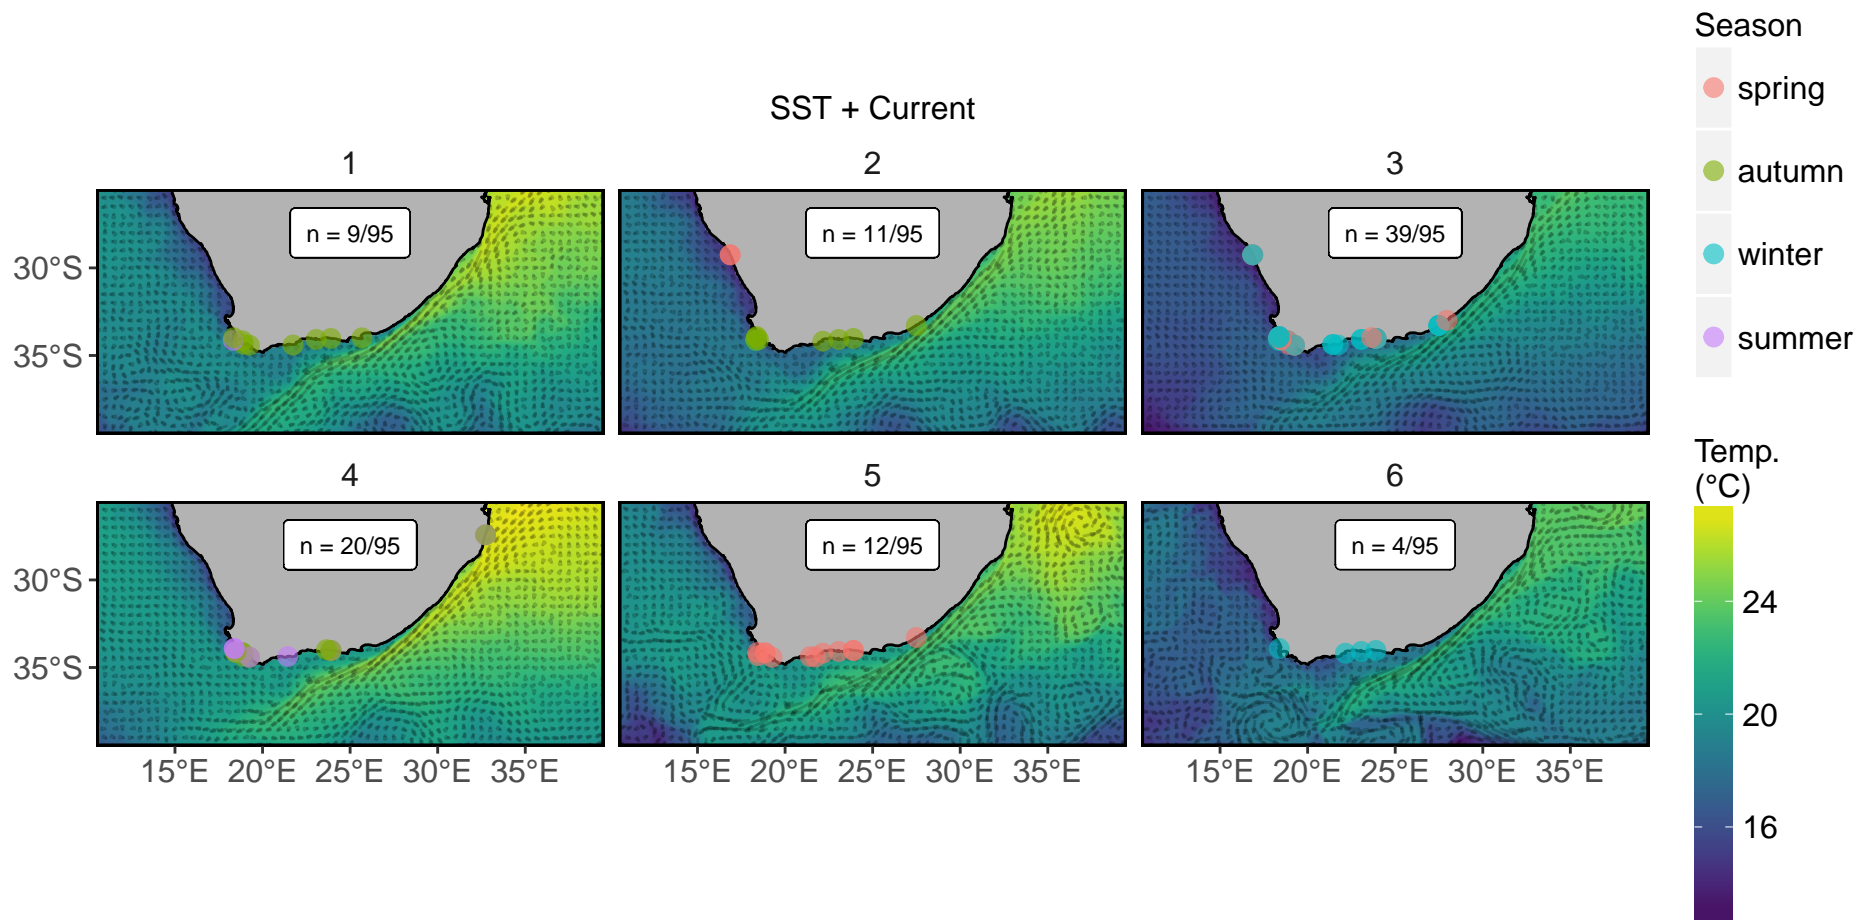 SST + Current
1
2
3
n = 9/95
n = 11/95
n = 39/95
30°S
35°S
4
5
6
n = 20/95
n = 12/95
n = 4/95
30°S
35°S
15°E 20°E 25°E 30°E 35°E
15°E 20°E 25°E 30°E 35°E
15°E 20°E 25°E 30°E 35°E
Season
spring
autumn
winter
summer
Temp.
(°C)
24
20
16